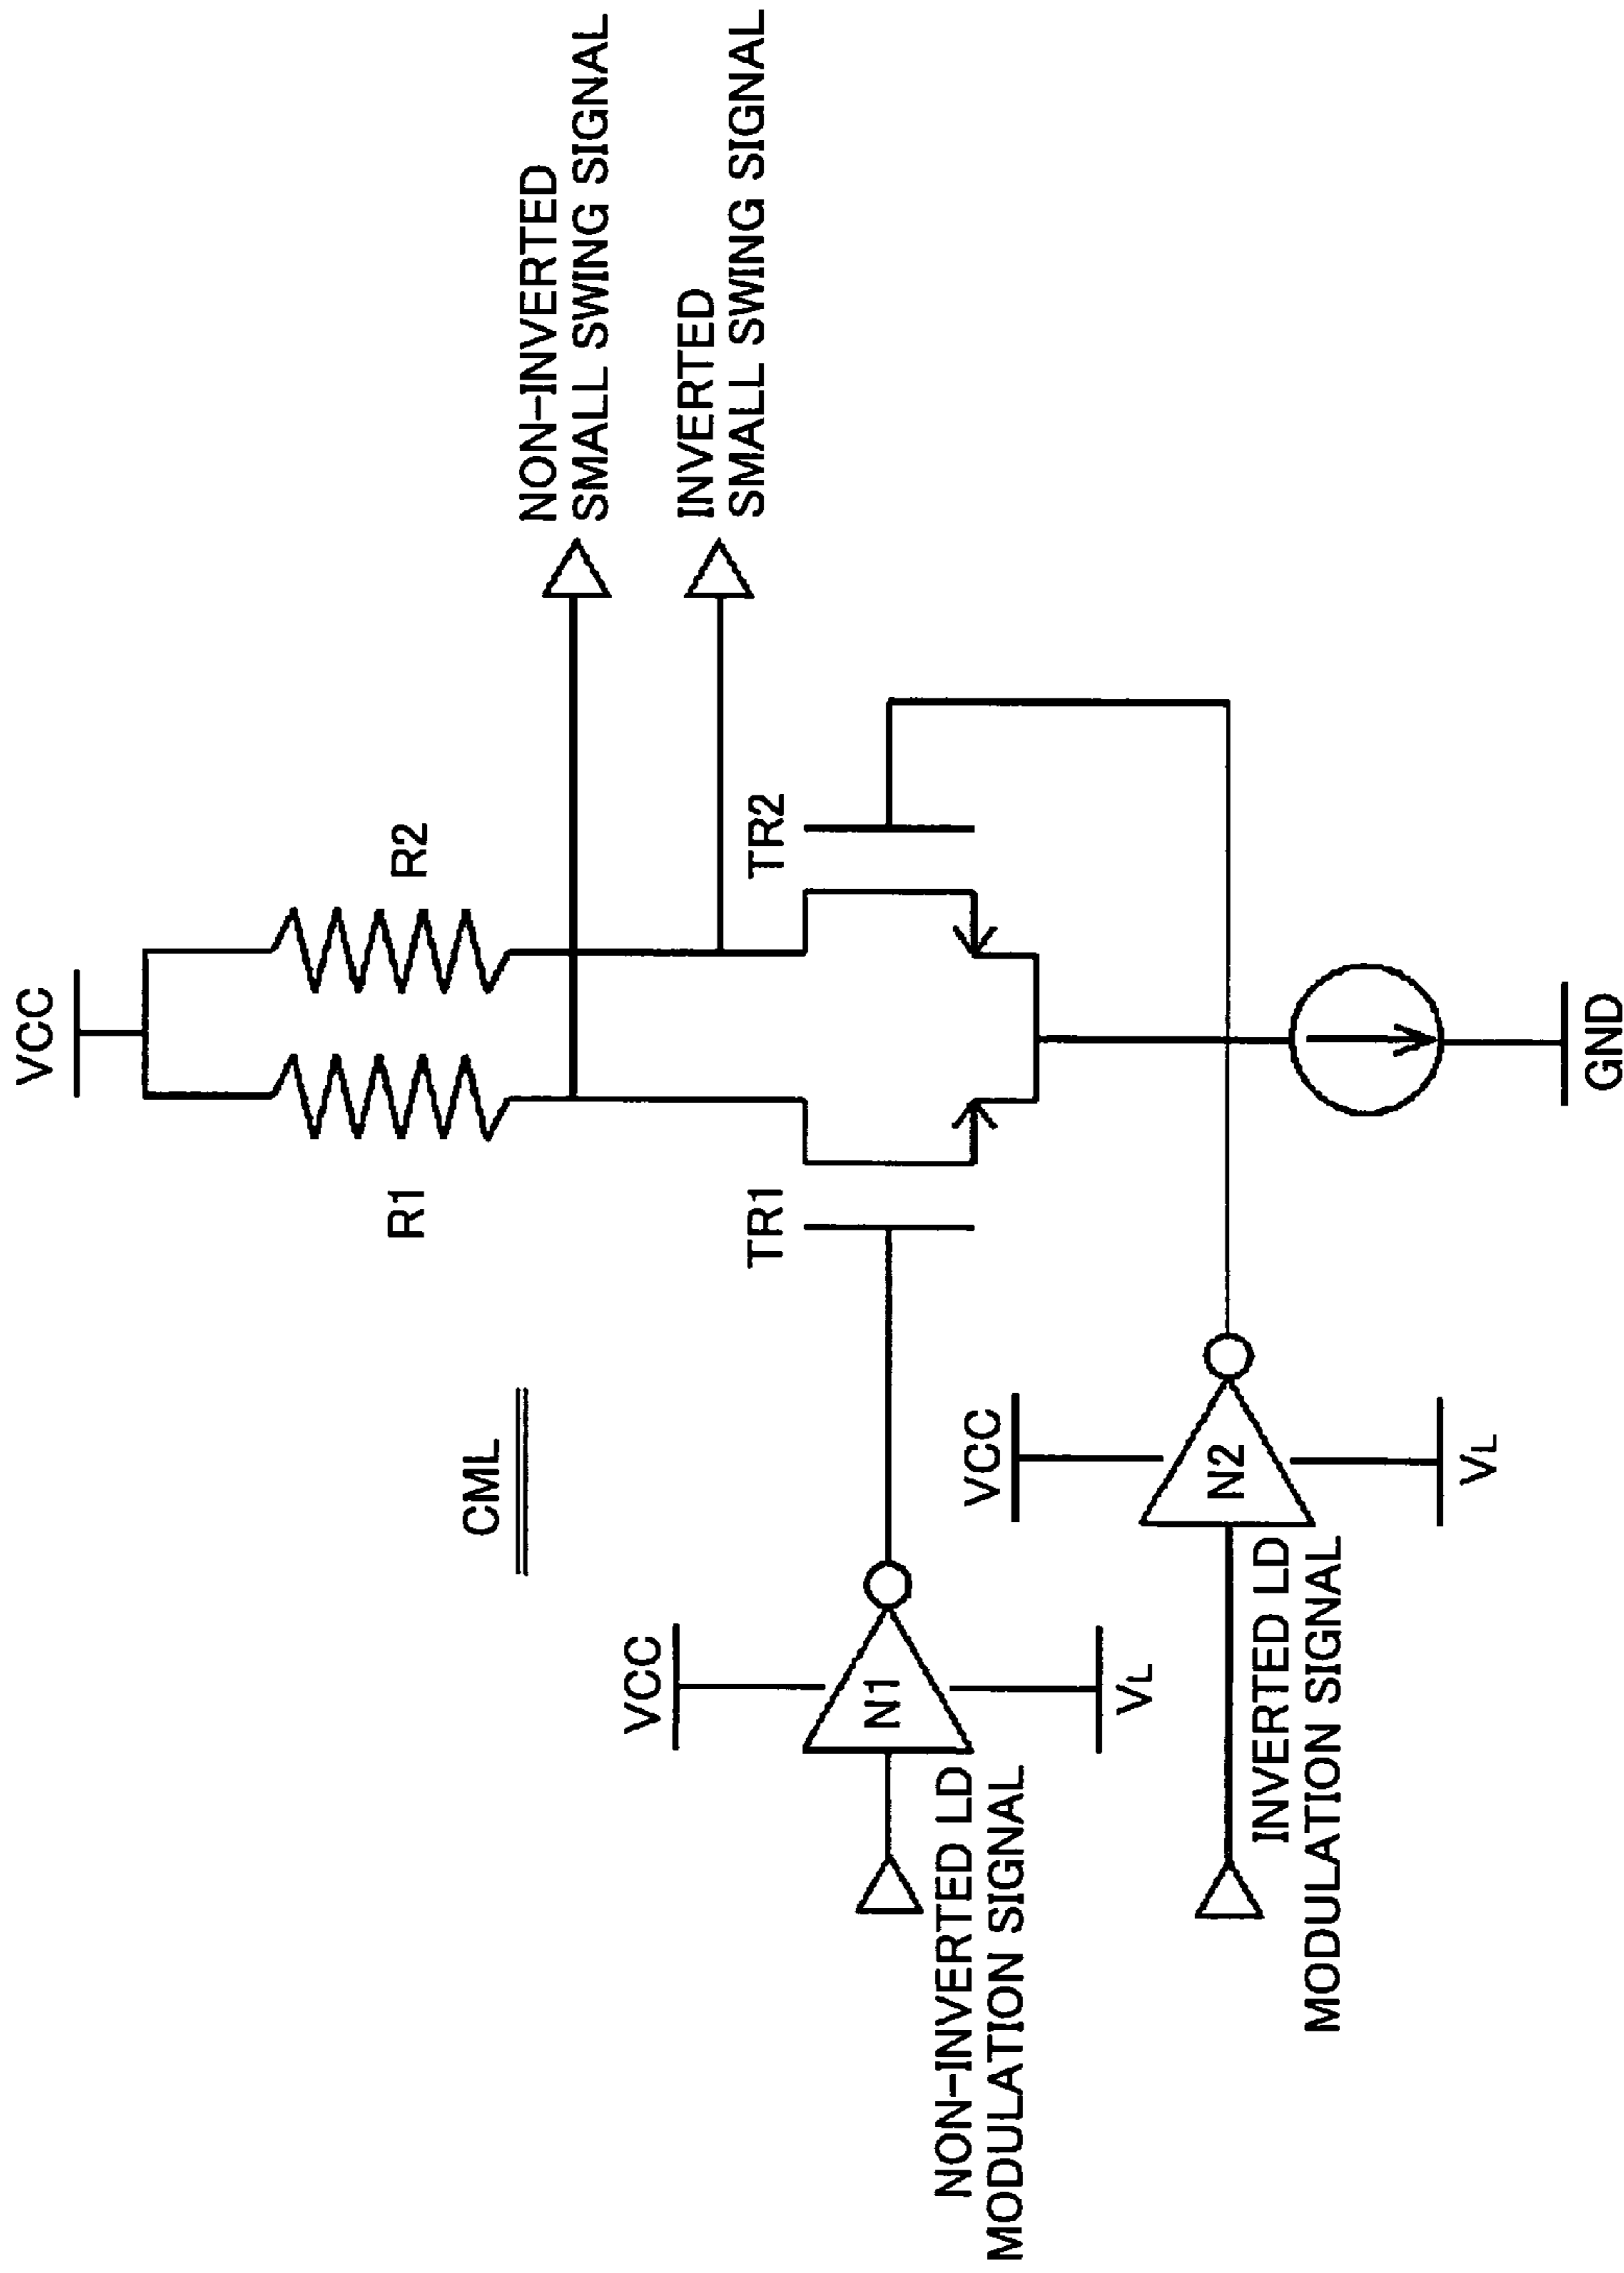 VCC
R1
R2
NON-INVERTED
SMALL SWING SIGNAL
INVERTED
SMALL SWING SIGNAL
CML
TR1
TR2
VCC
N1
VL
NON-INVERTED LD
MODULATION SIGNAL
VCC
N2
VL
INVERTED LD
MODULATION SIGNAL
GND